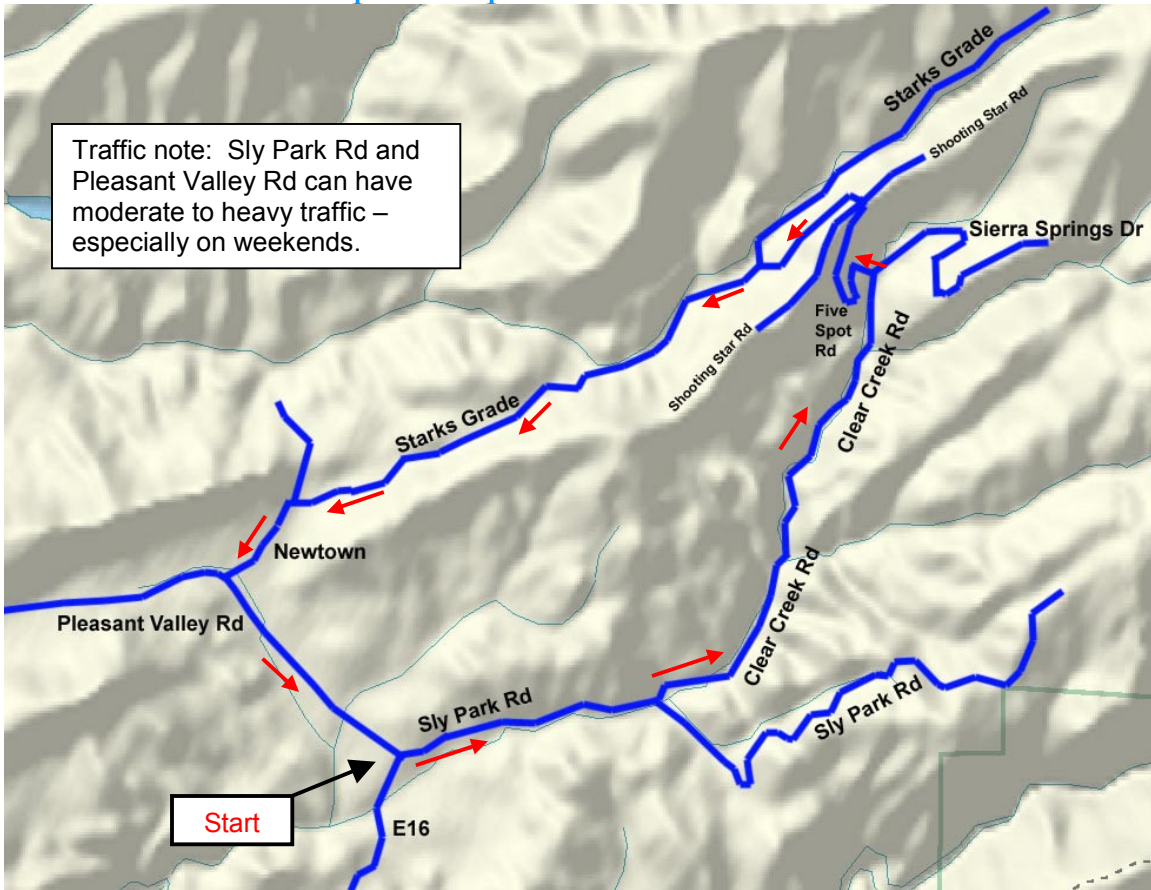 Starks Grade
Shooting Star Rd
Traffic note: Sly Park Rd and
Pleasant Valley Rd can have
moderate to heavy traffic –
especially on weekends.
Sierra Springs Dr
Five
Spot
Rd
Shooting Star Rd
Clear Creek Rd
Starks Grade
Newtown
Pleasant Valley Rd
Clear Creek Rd
Sly Park Rd
Sly Park Rd
Start
E16